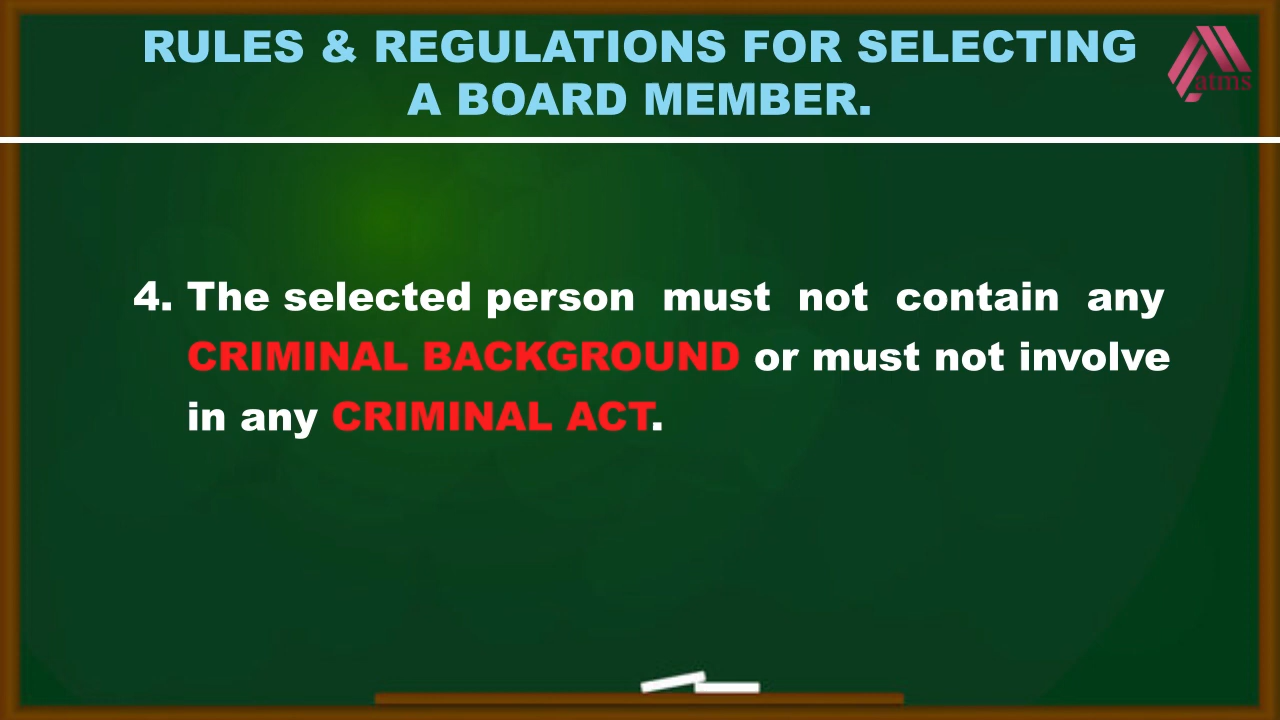 RULES & REGULATIONS FOR SELECTING
A BOARD MEMBER.
atms
4. The selected person must not contain any
CRIMINAL BACKGROUND or must not involve
in any CRIMINAL ACT.